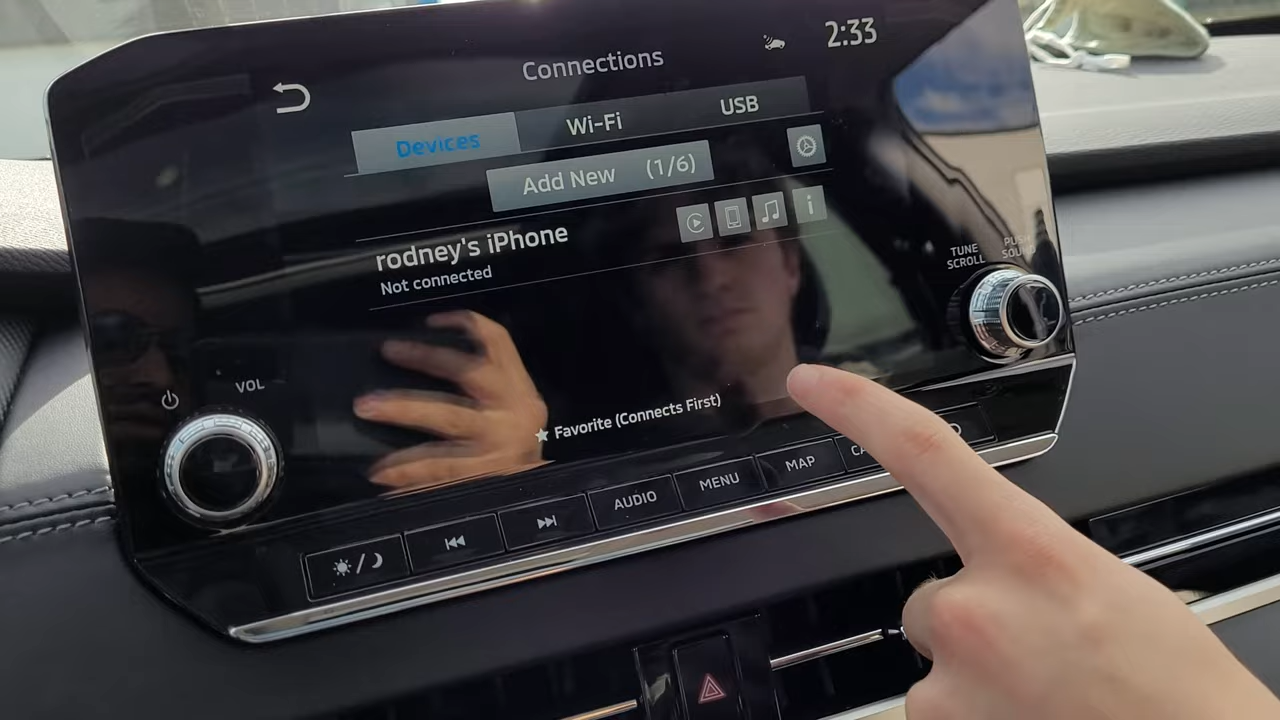 2:33
Connections
Devices
Wi-Fi
USB
Add New (1/6)
rodney's iPhone
Not connected
i
TUNE
SCROLL
PUSH
VOL
Favorite (Connects First)
AUDIO
MENU
MAP